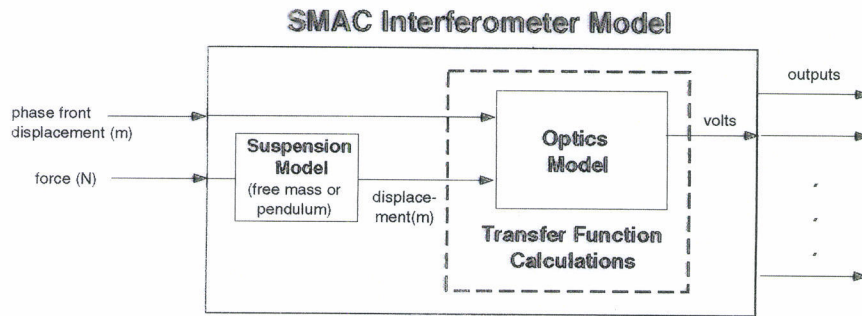 SMAC Interferometer Model
phase front
displacement (m)
force (N)
Suspension
Model
(free mass or
pendulum)
displace-
ment(m)
Optics
Model
Transfer Function
Calculations
volts
outputs